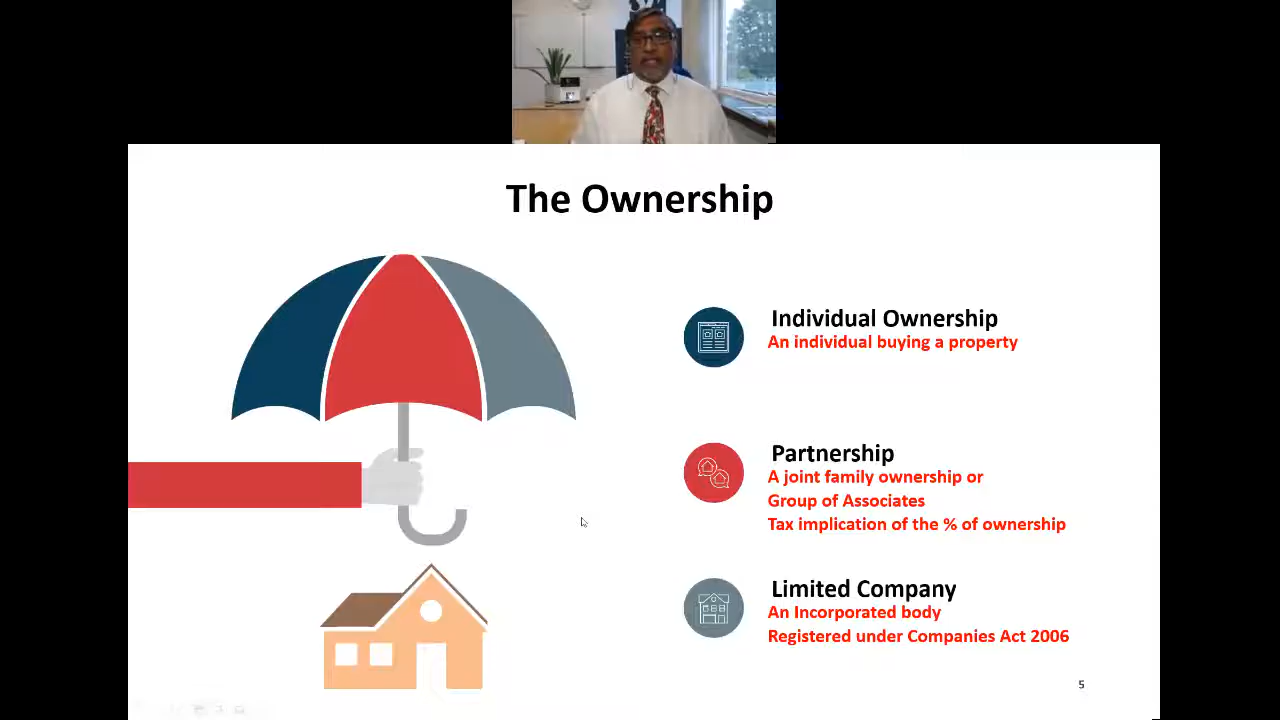 The Ownership
Individual Ownership
An individual buying a property
Partnership
A joint family ownership or
Group of Associates
Tax implication of the % of ownership
Limited Company
An Incorporated body
Registered under Companies Act 2006
5